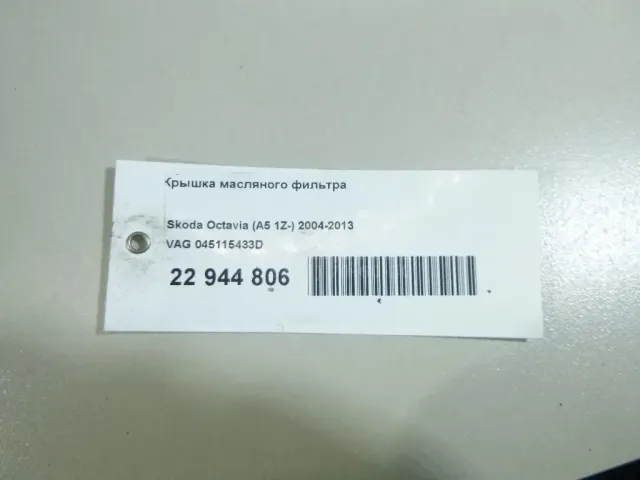 Крышка масляного фильтра
Skoda Octavia (A5 1Z-) 2004-2013
VAG 045115433D
22 944 806